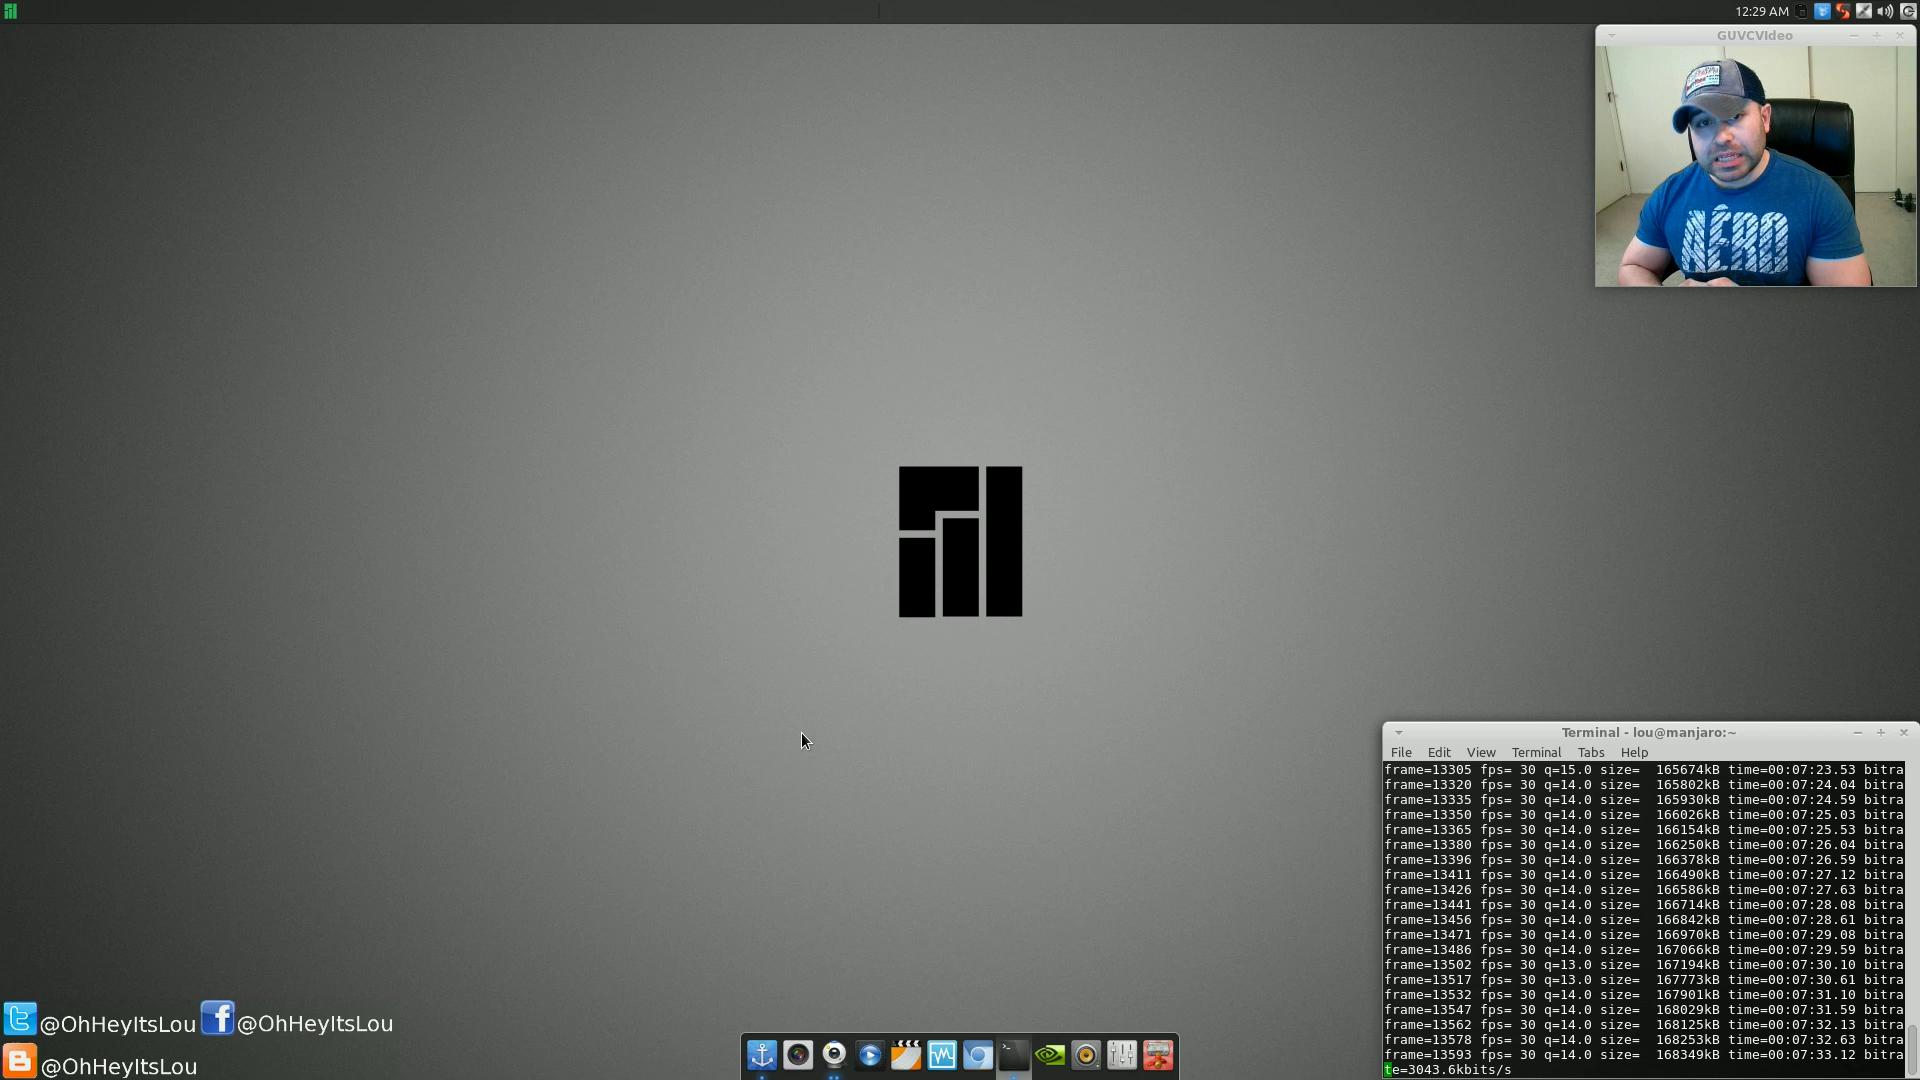 12:29 AM
GUVCVIdeo
AERO
Terminal - lou@manjaro:~
File Edit View Terminal Tabs Help
frame=13305 fps= 30 q=15.0 size=  165674kB time=00:07:23.53 bitra
frame=13320 fps= 30 q=14.0 size=  165802kB time=00:07:24.04 bitra
frame=13335 fps= 30 q=14.0 size=  165930kB time=00:07:24.59 bitra
frame=13350 fps= 30 q=14.0 size=  166026kB time=00:07:25.03 bitra
frame=13365 fps= 30 q=14.0 size=  166154kB time=00:07:25.53 bitra
frame=13380 fps= 30 q=14.0 size=  166250kB time=00:07:26.04 bitra
frame=13396 fps= 30 q=14.0 size=  166378kB time=00:07:26.59 bitra
frame=13411 fps= 30 q=14.0 size=  166490kB time=00:07:27.12 bitra
frame=13426 fps= 30 q=14.0 size=  166586kB time=00:07:27.63 bitra
frame=13441 fps= 30 q=14.0 size=  166714kB time=00:07:28.08 bitra
frame=13456 fps= 30 q=14.0 size=  166842kB time=00:07:28.61 bitra
frame=13471 fps= 30 q=14.0 size=  166970kB time=00:07:29.08 bitra
frame=13486 fps= 30 q=14.0 size=  167066kB time=00:07:29.59 bitra
frame=13502 fps= 30 q=13.0 size=  167194kB time=00:07:30.10 bitra
frame=13517 fps= 30 q=13.0 size=  167773kB time=00:07:30.61 bitra
frame=13532 fps= 30 q=14.0 size=  167901kB time=00:07:31.10 bitra
frame=13547 fps= 30 q=14.0 size=  168029kB time=00:07:31.59 bitra
frame=13562 fps= 30 q=14.0 size=  168125kB time=00:07:32.13 bitra
frame=13578 fps= 30 q=14.0 size=  168253kB time=00:07:32.63 bitra
frame=13593 fps= 30 q=14.0 size=  168349kB time=00:07:33.12 bitra
te=3043.6kbits/s
@OhHeyItsLou @OhHeyItsLou
@OhHeyItsLou